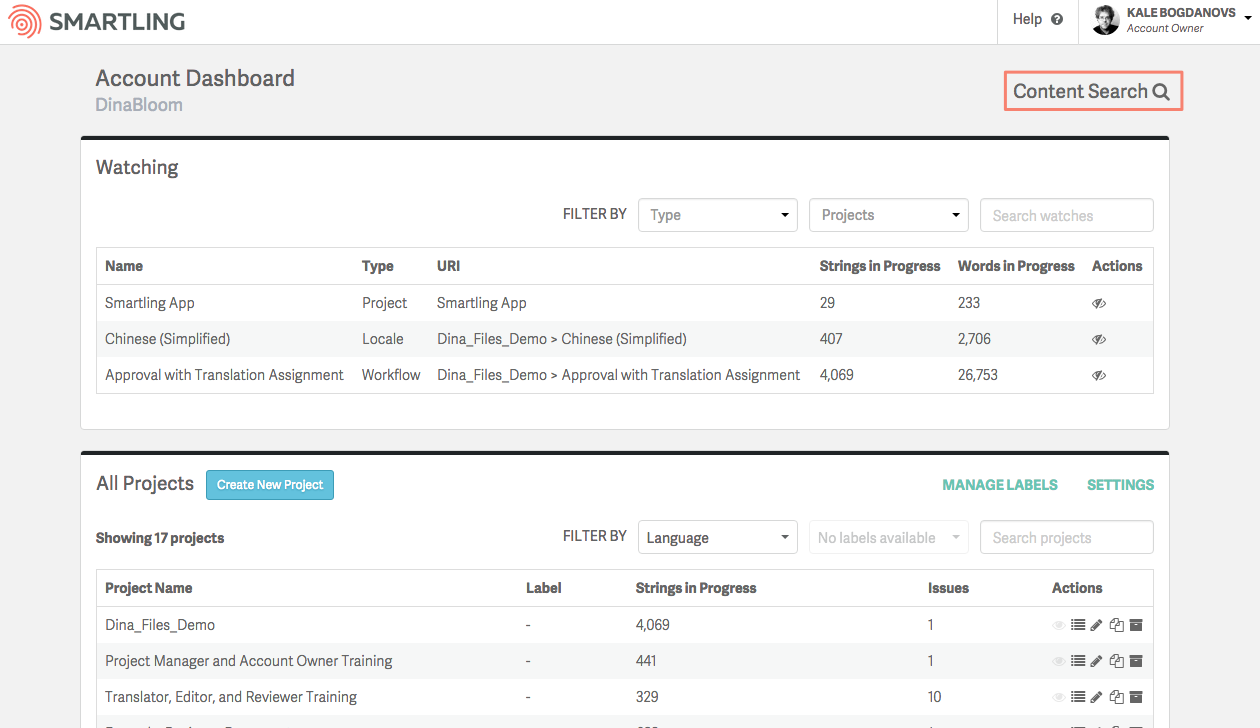 SMARTLING
Help
KALE BOGDANOVS
Account Owner
Account Dashboard
DinaBloom
Content Search
Watching
FILTER BY Type Projects Search watches
Name Type URI Strings in Progress Words in Progress Actions
Smartling App Project Smartling App 29 233
Chinese (Simplified) Locale Dina_Files_Demo > Chinese (Simplified) 407 2,706
Approval with Translation Assignment Workflow Dina_Files_Demo > Approval with Translation Assignment 4,069 26,753
All Projects Create New Project MANAGE LABELS SETTINGS
Showing 17 projects FILTER BY Language No labels available Search projects
Project Name Label Strings in Progress Issues Actions
Dina_Files_Demo - 4,069 1
Project Manager and Account Owner Training - 441 1
Translator, Editor, and Reviewer Training - 329 10